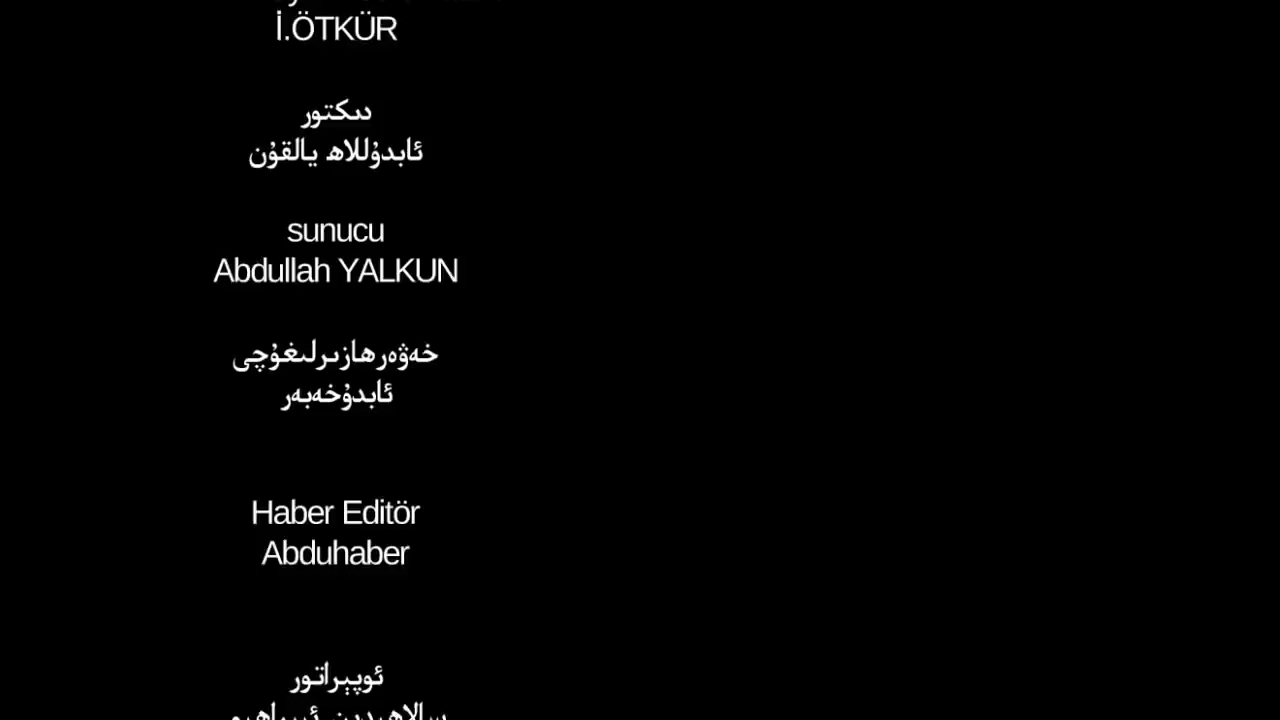 İ.ÖTKÜR
دىكتور
ئابدۇللاھ يالقۇن
sunucu
Abdullah YALKUN
خەۋەرھازىرلىغۇچى
ئابدۇخەبەر
Haber Editör
Abduhaber
ئوپېراتور